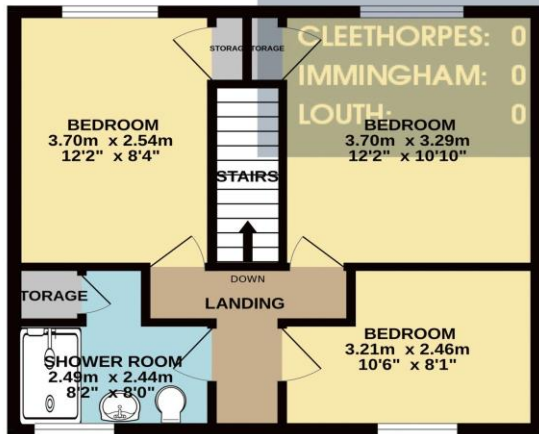 CLEETHORPES: 0
IMMINGHAM: 0
LOUTH: 0
STORAGE
TORAGE
BEDROOM
3.70m x 2.54m
12'2" x 8'4"
BEDROOM
3.70m x 3.29m
12'2" x 10'10"
STAIRS
DOWN
LANDING
TORAGE
SHOWER ROOM
2.49m x 2.44m
8'2" x 8'0"
BEDROOM
3.21m x 2.46m
10'6" x 8'1"